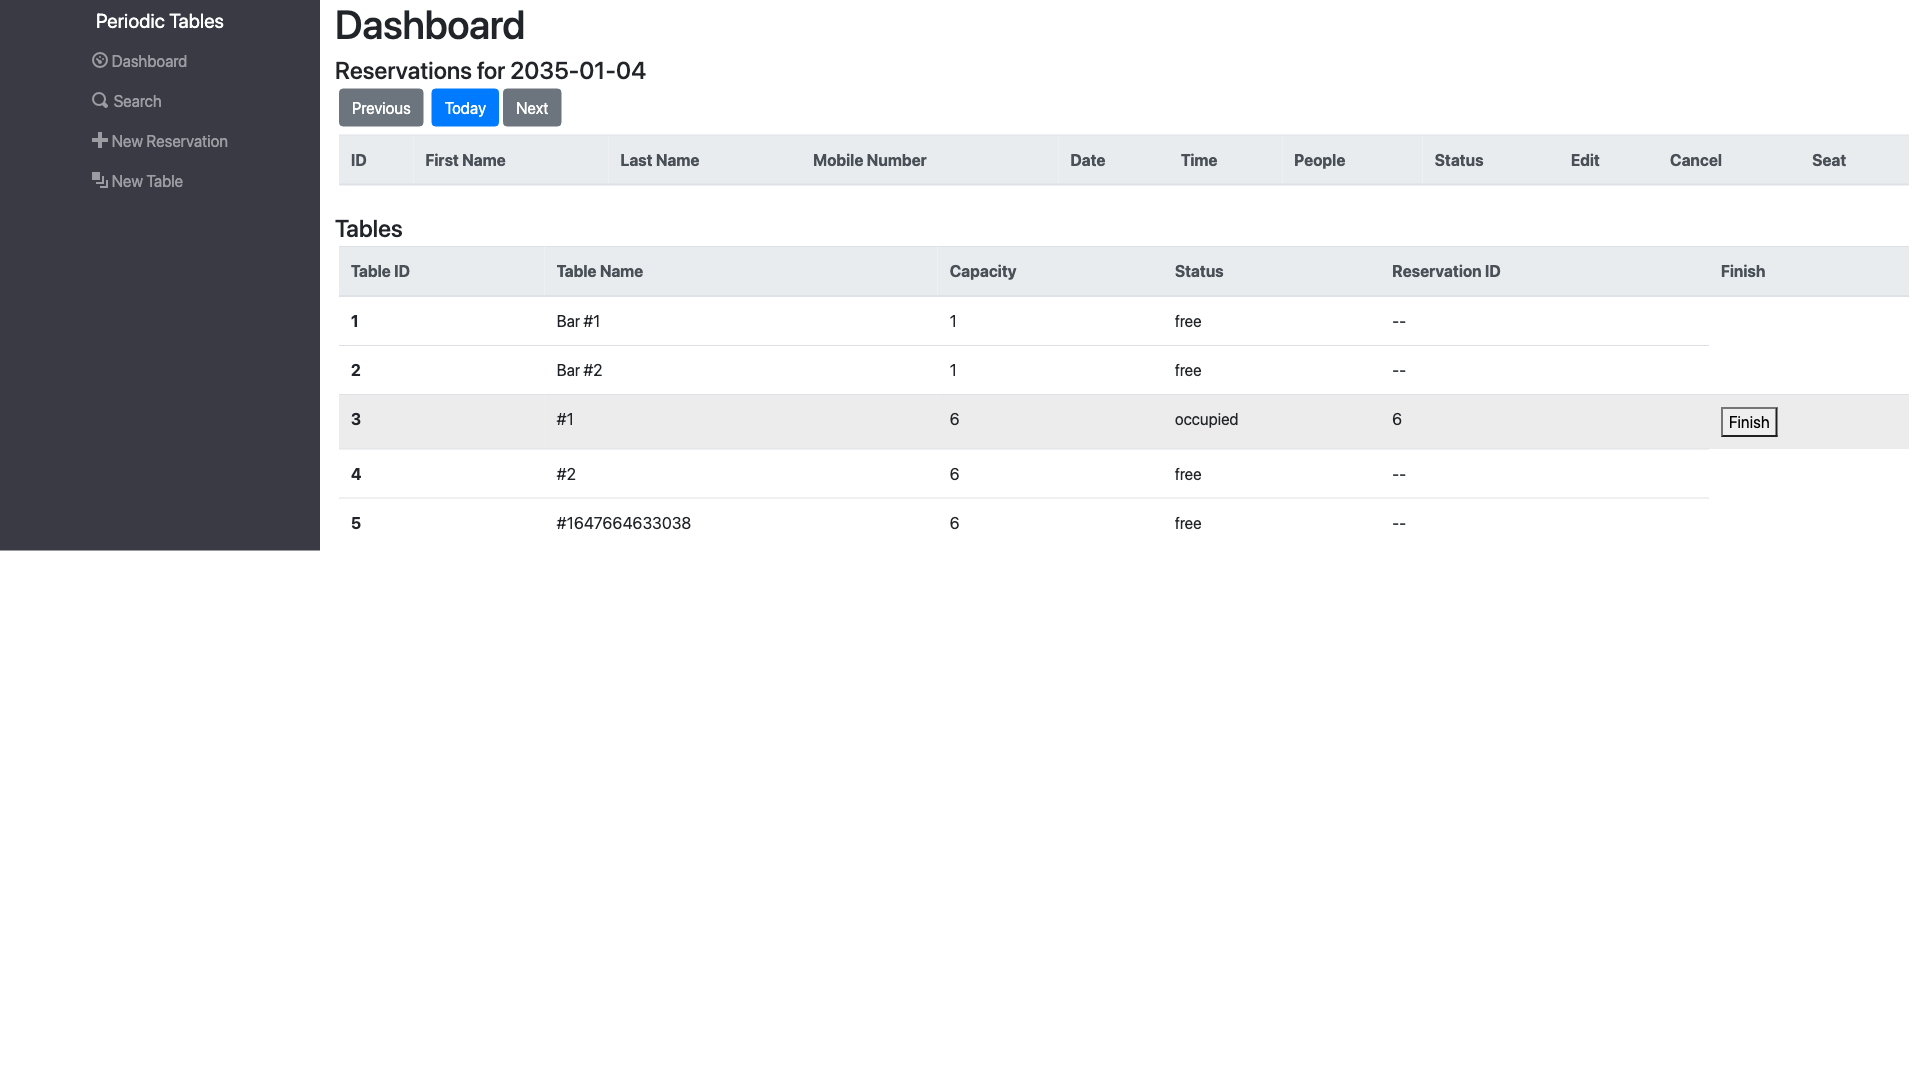 Periodic Tables
Dashboard
Search
New Reservation
New Table
Dashboard
Reservations for 2035-01-04
Previous Today Next
ID First Name Last Name Mobile Number Date Time People Status Edit Cancel Seat
Tables
Table ID Table Name Capacity Status Reservation ID Finish
1 Bar #1 1 free --
2 Bar #2 1 free --
3 #1 6 occupied 6 Finish
4 #2 6 free --
5 #1647664633038 6 free --